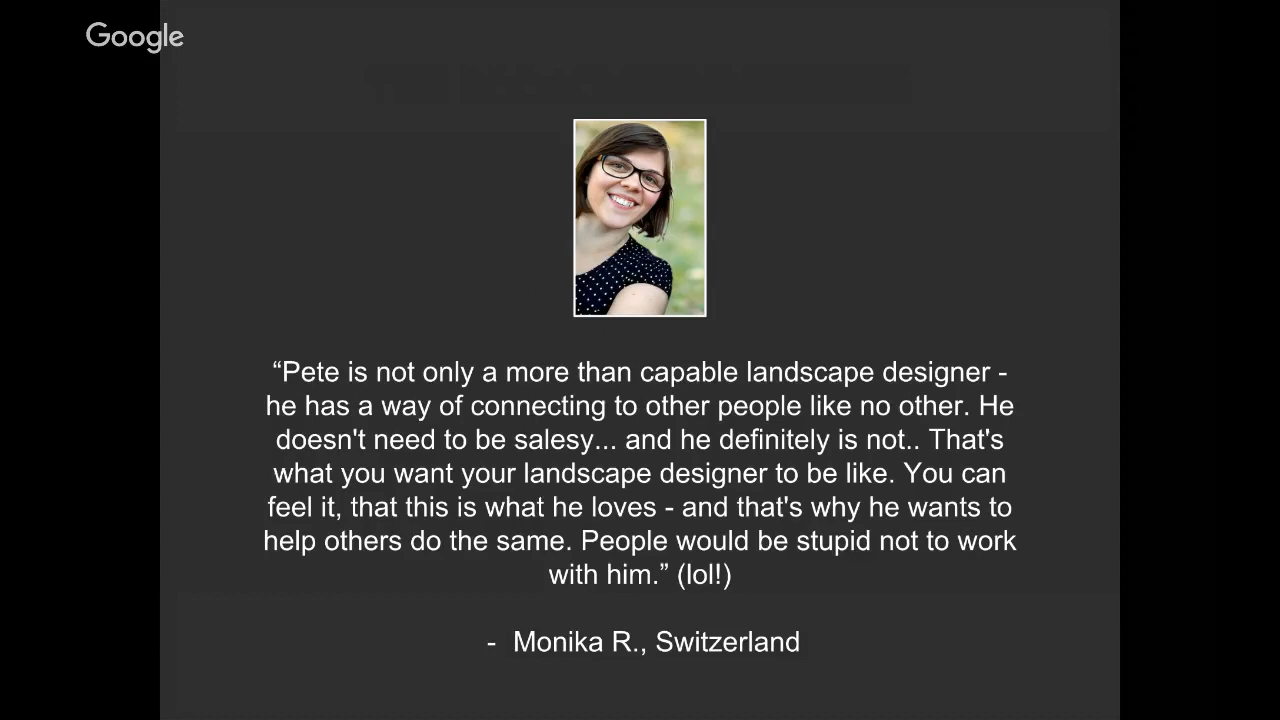 Google
“Pete is not only a more than capable landscape designer -
he has a way of connecting to other people like no other. He
doesn't need to be salesy... and he definitely is not.. That's
what you want your landscape designer to be like. You can
feel it, that this is what he loves - and that's why he wants to
help others do the same. People would be stupid not to work
with him.” (lol!)
- Monika R., Switzerland